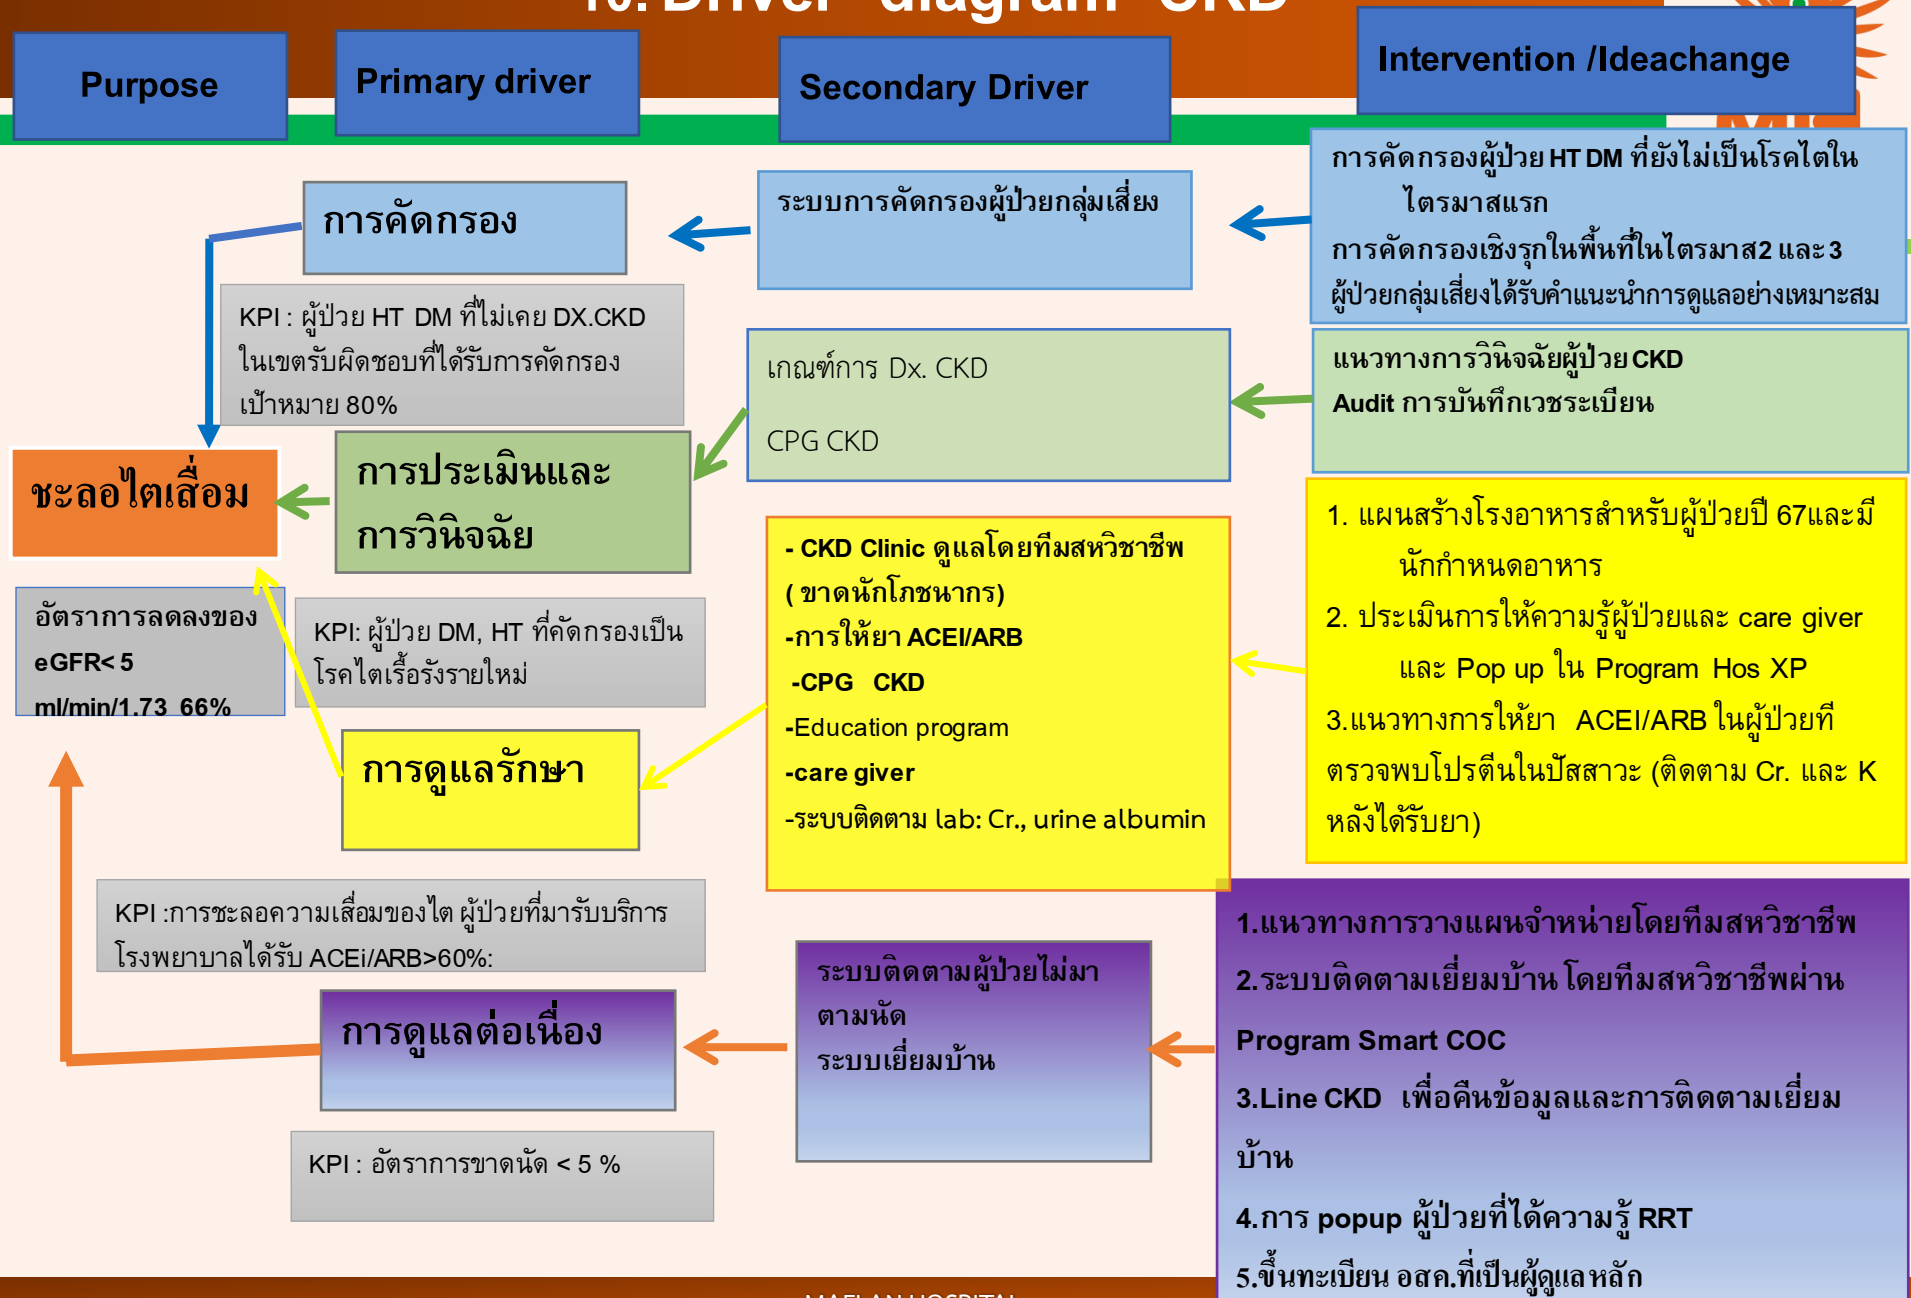 10. Driver diagram CKD
Purpose
Primary driver
Secondary Driver
Intervention /Ideachange
การคัดกรอง
ระบบการคัดกรองผู้ป่วยกลุ่มเสี่ยง
การคัดกรองผู้ป่วย HT DM ที่ยังไม่เป็นโรคไตใน
ไตรมาสแรก
การคัดกรองเชิงรุกในพื้นที่ในไตรมาส2 และ 3
ผู้ป่วยกลุ่มเสี่ยงได้รับคำแนะนำการดูแลอย่างเหมาะสม
KPI : ผู้ป่วย HT DM ที่ไม่เคย DX.CKD
ในเขตรับผิดชอบที่ได้รับการคัดกรอง
เป้าหมาย 80%
ชะลอไตเสื่อม
การประเมินและ
การวินิจฉัย
เกณฑ์การ Dx. CKD
CPG CKD
แนวทางการวินิจฉัยผู้ป่วย CKD
Audit การบันทึกเวชระเบียน
อัตราการลดลงของ
eGFR< 5
ml/min/1.73 66%
KPI: ผู้ป่วย DM, HT ที่คัดกรองเป็น
โรคไตเรื้อรังรายใหม่
การดูแลรักษา
- CKD Clinic ดูแลโดยทีมสหวิชาชีพ
( ขาดนักโภชนากร)
-การให้ยา ACEI/ARB
-CPG CKD
-Education program
-care giver
-ระบบติดตาม lab: Cr., urine albumin
1. แผนสร้างโรงอาหารสำหรับผู้ป่วยปี 67และมี
นักกำหนดอาหาร
2. ประเมินการให้ความรู้ผู้ป่วยและ care giver
และ Pop up ใน Program Hos XP
3.แนวทางการให้ยา ACEI/ARB ในผู้ป่วยที่
ตรวจพบโปรตีนในปัสสาวะ (ติดตาม Cr. และ K
หลังได้รับยา)
KPI :การชะลอความเสื่อมของไต ผู้ป่วยที่มารับบริการ
โรงพยาบาลได้รับ ACEi/ARB>60%:
การดูแลต่อเนื่อง
ระบบติดตามผู้ป่วยไม่มา
ตามนัด
ระบบเยี่ยมบ้าน
1.แนวทางการวางแผนจำหน่ายโดยทีมสหวิชาชีพ
2.ระบบติดตามเยี่ยมบ้าน โดยทีมสหวิชาชีพผ่าน
Program Smart COC
3.Line CKD เพื่อคืนข้อมูลและการติดตามเยี่ยม
บ้าน
4.การ popup ผู้ป่วยที่ได้ความรู้ RRT
5.ขึ้นทะเบียน อสค.ที่เป็นผู้ดูแลหลัก
KPI : อัตราการขาดนัด < 5 %
MAELAN HOSPITAL